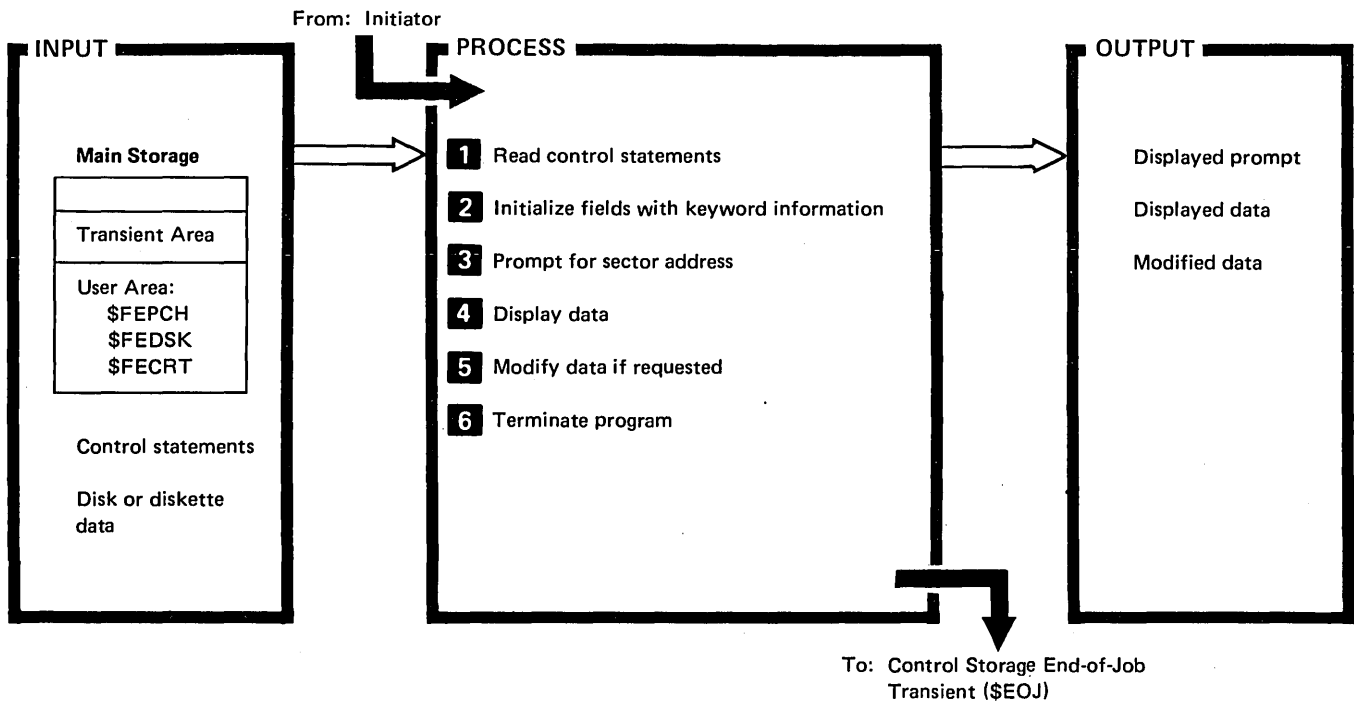 From: Initiator
INPUT
Main Storage
Transient Area
User Area:
$FEPCH
$FEDSK
$FECRT
Control statements
Disk or diskette
data
PROCESS
1 Read control statements
2 Initialize fields with keyword information
3 Prompt for sector address
4 Display data
5 Modify data if requested
6 Terminate program
OUTPUT
Displayed prompt
Displayed data
Modified data
To: Control Storage End-of-Job
Transient ($EOJ)